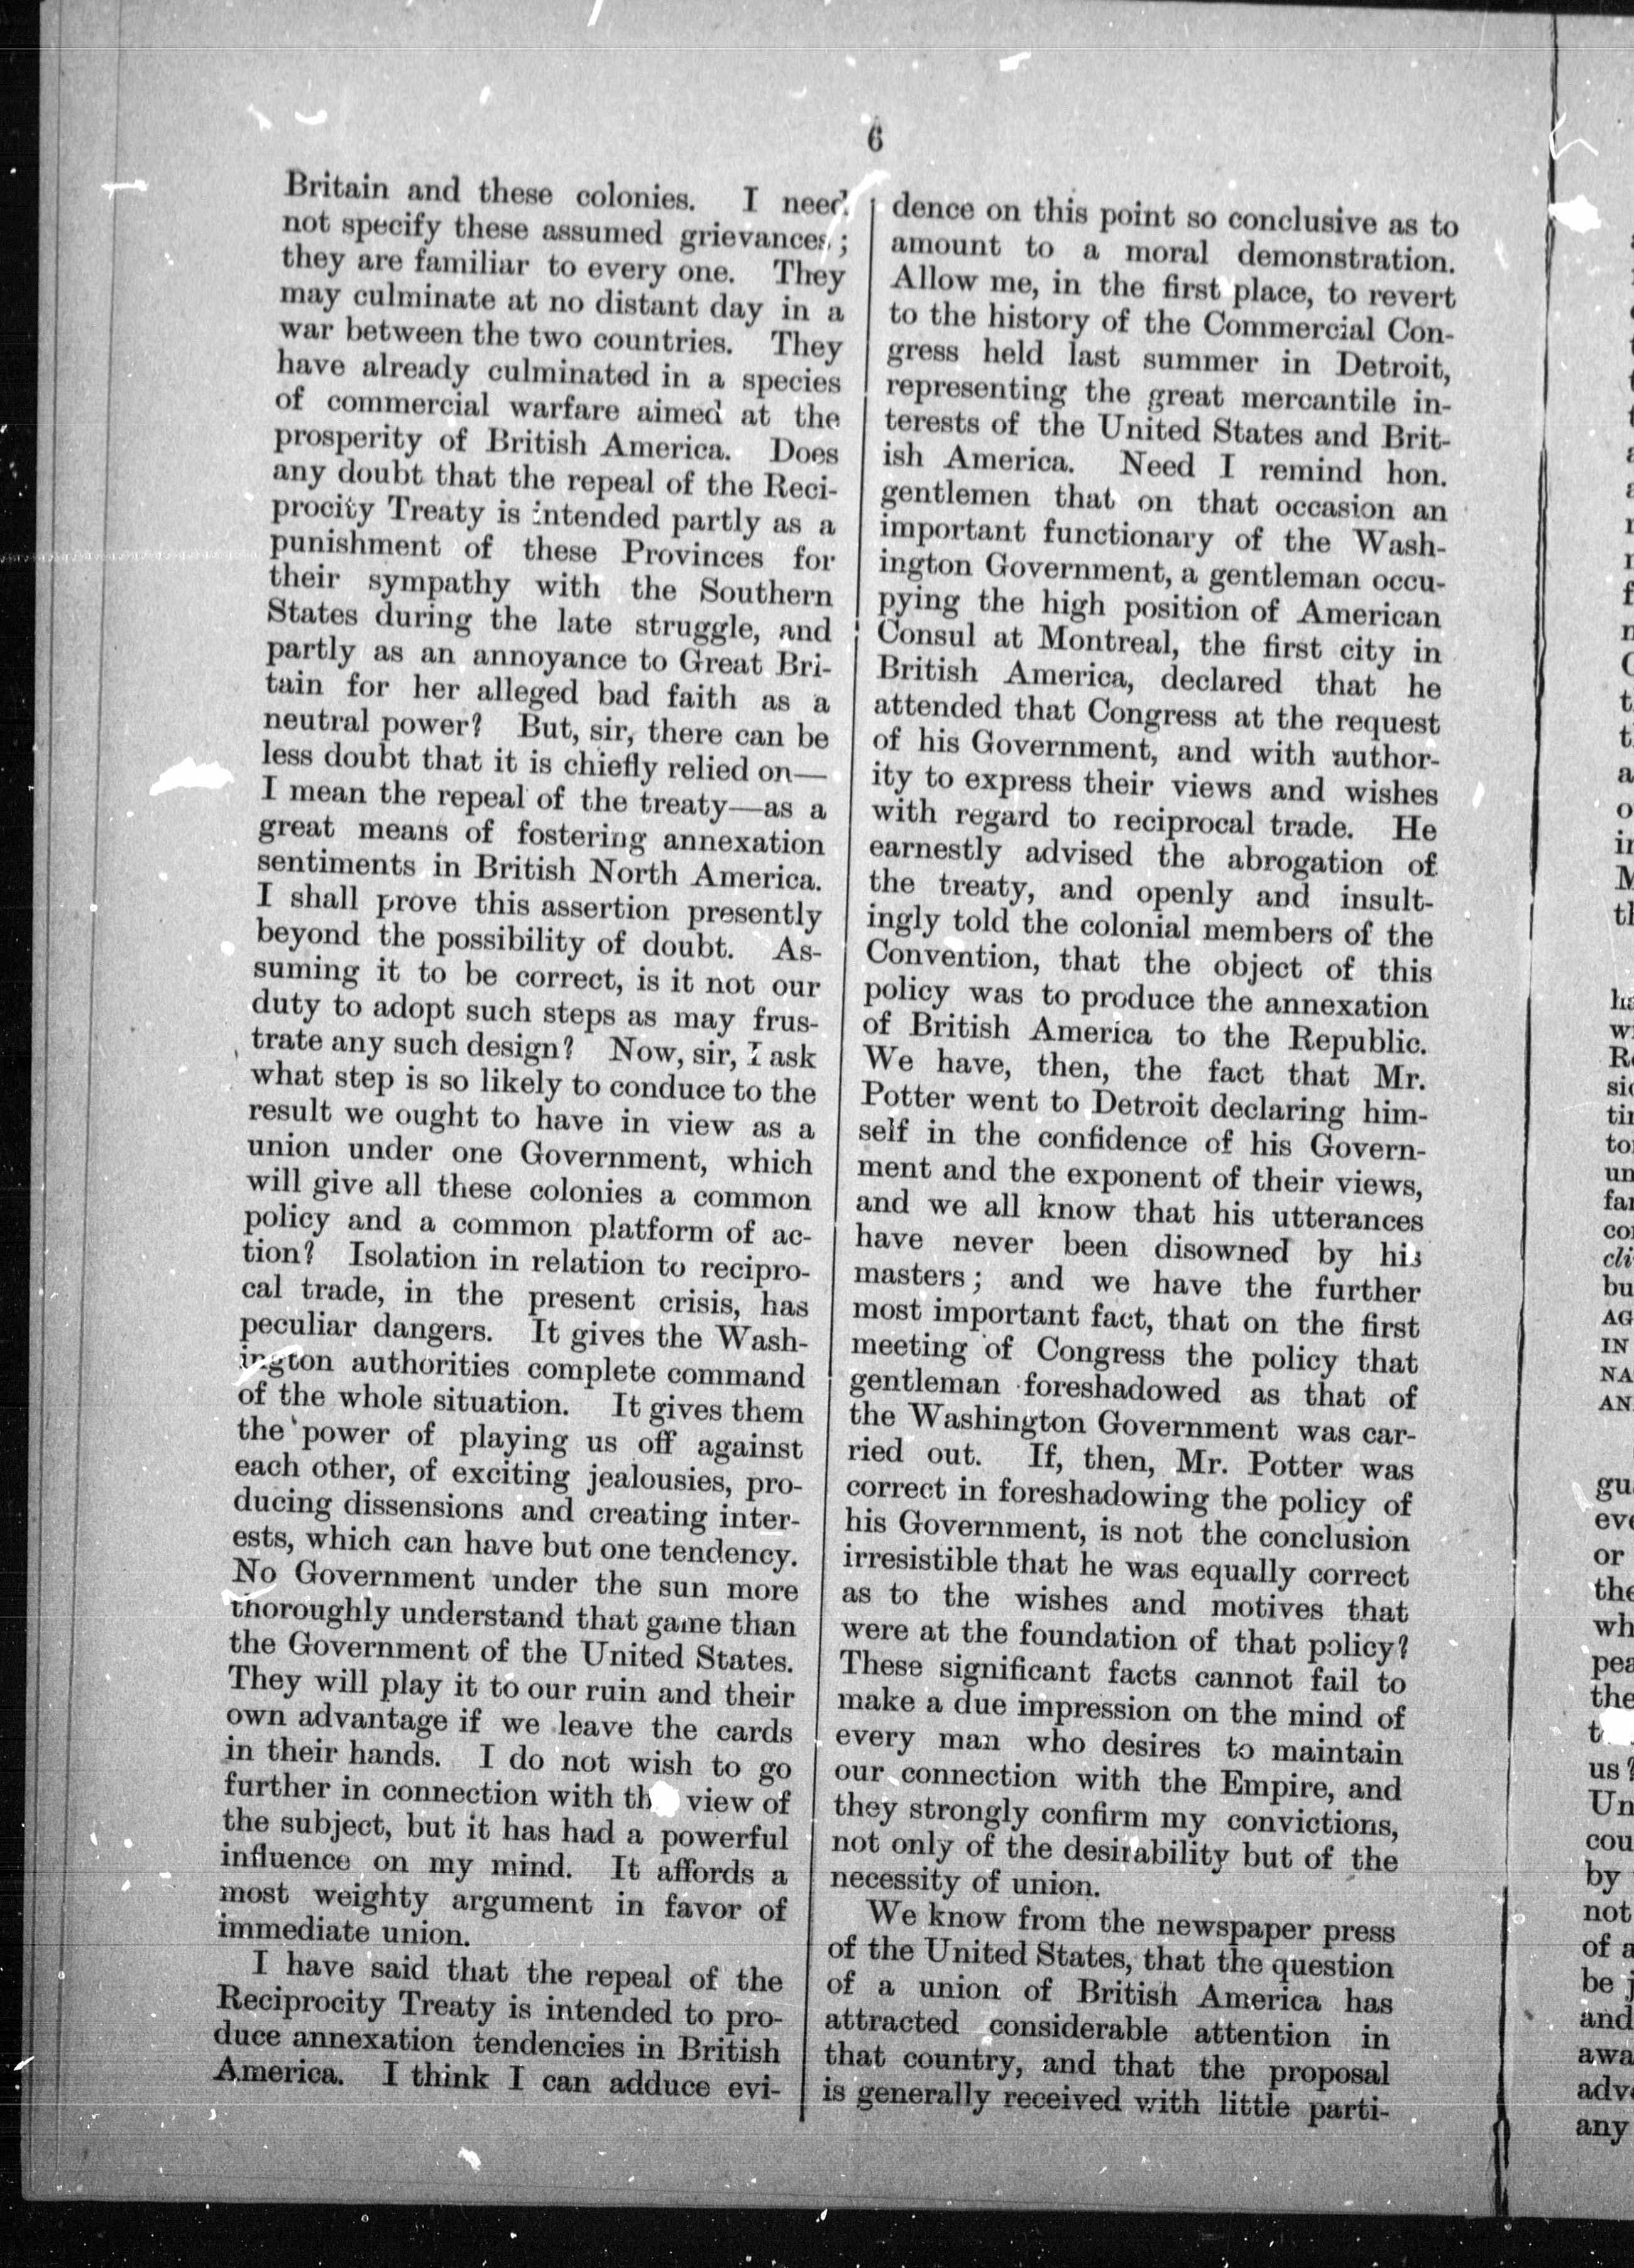 6
Britain and these colonies. I need
not specify these assumed grievances;
they are familiar to every one. They
may culminate at no distant day in a
war between the two countries. They
have already culminated in a species
of commercial warfare aimed at the
prosperity of British America. Does
any doubt that the repeal of the Reci-
procity Treaty is intended partly as a
punishment of these Provinces for
their sympathy with the Southern
States during the late struggle, and
partly as an annoyance to Great Bri-
tain for her alleged bad faith as a
neutral power? But, sir, there can be
less doubt that it is chiefly relied on—
I mean the repeal of the treaty—as a
great means of fostering annexation
sentiments in British North America.
I shall prove this assertion presently
beyond the possibility of doubt. As-
suming it to be correct, is it not our
duty to adopt such steps as may frus-
trate any such design? Now, sir, I ask
what step is so likely to conduce to the
result we ought to have in view as a
union under one Government, which
will give all these colonies a common
policy and a common platform of ac-
tion? Isolation in relation to recipro-
cal trade, in the present crisis, has
peculiar dangers. It gives the Wash-
ington authorities complete command
of the whole situation. It gives them
the power of playing us off against
each other, of exciting jealousies, pro-
ducing dissensions and creating inter-
ests, which can have but one tendency.
No Government under the sun more
thoroughly understand that game than
the Government of the United States.
They will play it to our ruin and their
own advantage if we leave the cards
in their hands. I do not wish to go
further in connection with view of
the subject, but it has had a powerful
influence on my mind. It affords a
most weighty argument in favor of
immediate union.
I have said that the repeal of the
Reciprocity Treaty is intended to pro-
duce annexation tendencies in British
America. I think I can adduce evi-
dence on this point so conclusive as to
amount to a moral demonstration.
Allow me, in the first place, to revert
to the history of the Commercial Con-
gress held last summer in Detroit,
representing the great mercantile in-
terests of the United States and Brit-
ish America. Need I remind hon.
gentlemen that on that occasion an
important functionary of the Wash-
ington Government, a gentleman occu-
pying the high position of American
Consul at Montreal, the first city in
British America, declared that he
attended that Congress at the request
of his Government, and with author-
ity to express their views and wishes
with regard to reciprocal trade. He
earnestly advised the abrogation of
the treaty, and openly and insult-
ingly told the colonial members of the
Convention, that the object of this
policy was to produce the annexation
of British America to the Republic.
We have, then, the fact that Mr.
Potter went to Detroit declaring him-
self in the confidence of his Govern-
ment and the exponent of their views,
and we all know that his utterances
have never been disowned by his
masters; and we have the further
most important fact, that on the first
meeting of Congress the policy that
gentleman foreshadowed as that of
the Washington Government was car-
ried out. If, then, Mr. Potter was
correct in foreshadowing the policy of
his Government, is not the conclusion
irresistible that he was equally correct
as to the wishes and motives that
were at the foundation of that policy?
These significant facts cannot fail to
make a due impression on the mind of
every man who desires to maintain
our connection with the Empire, and
they strongly confirm my convictions,
not only of the desirability but of the
necessity of union.
We know from the newspaper press
of the United States, that the question
of a union of British America has
attracted considerable attention in
that country, and that the proposal
is generally received with little parti-